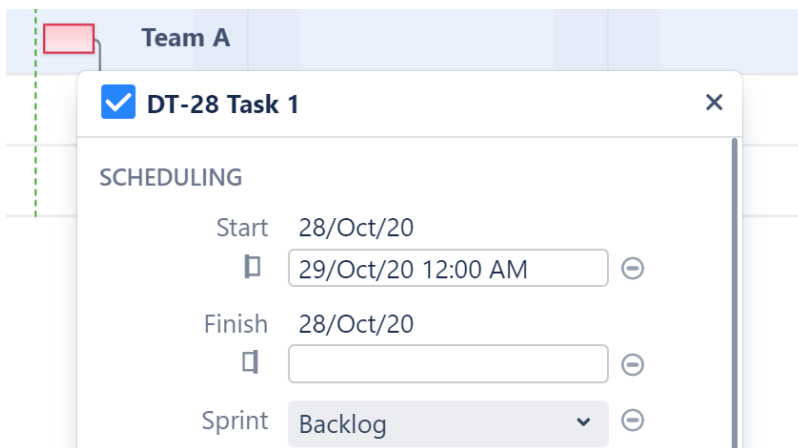 Team A
DT-28 Task 1
SCHEDULING
Start 28/Oct/20
29/Oct/20 12:00 AM
Finish 28/Oct/20
Sprint Backlog